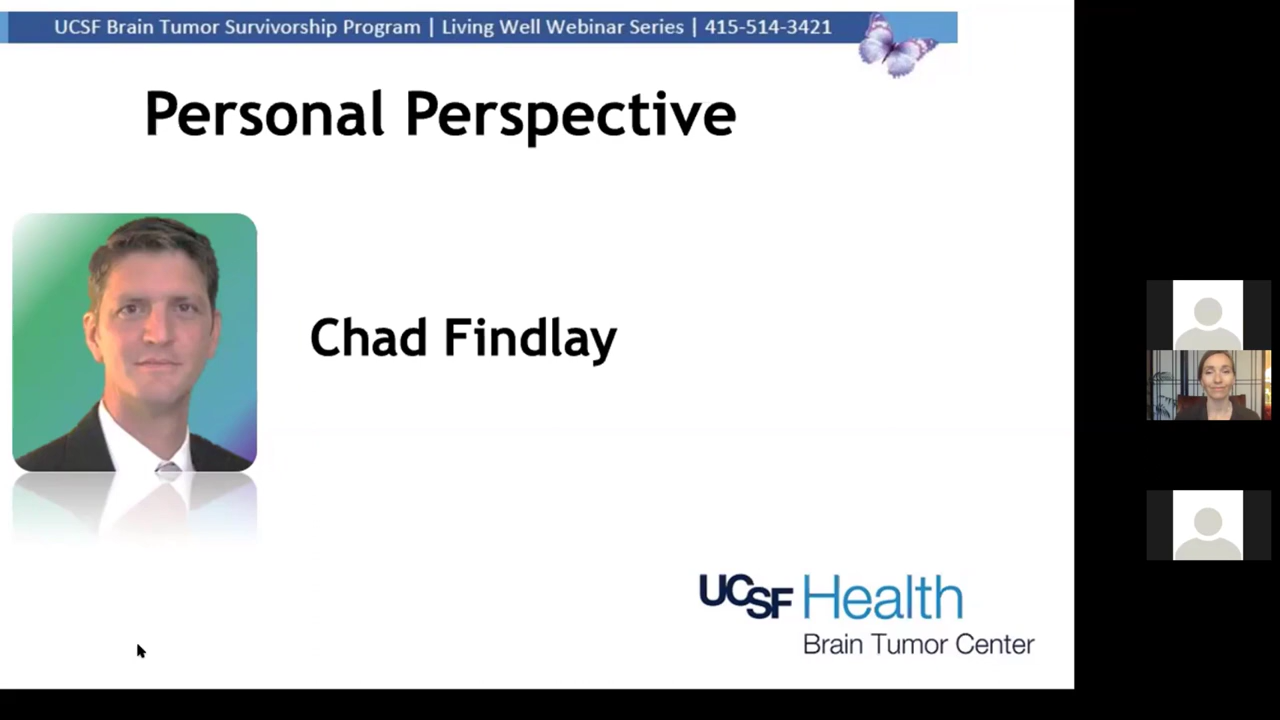 UCSF Brain Tumor Survivorship Program | Living Well Webinar Series | 415-514-3421
Personal Perspective
Chad Findlay
UCSF Health
Brain Tumor Center